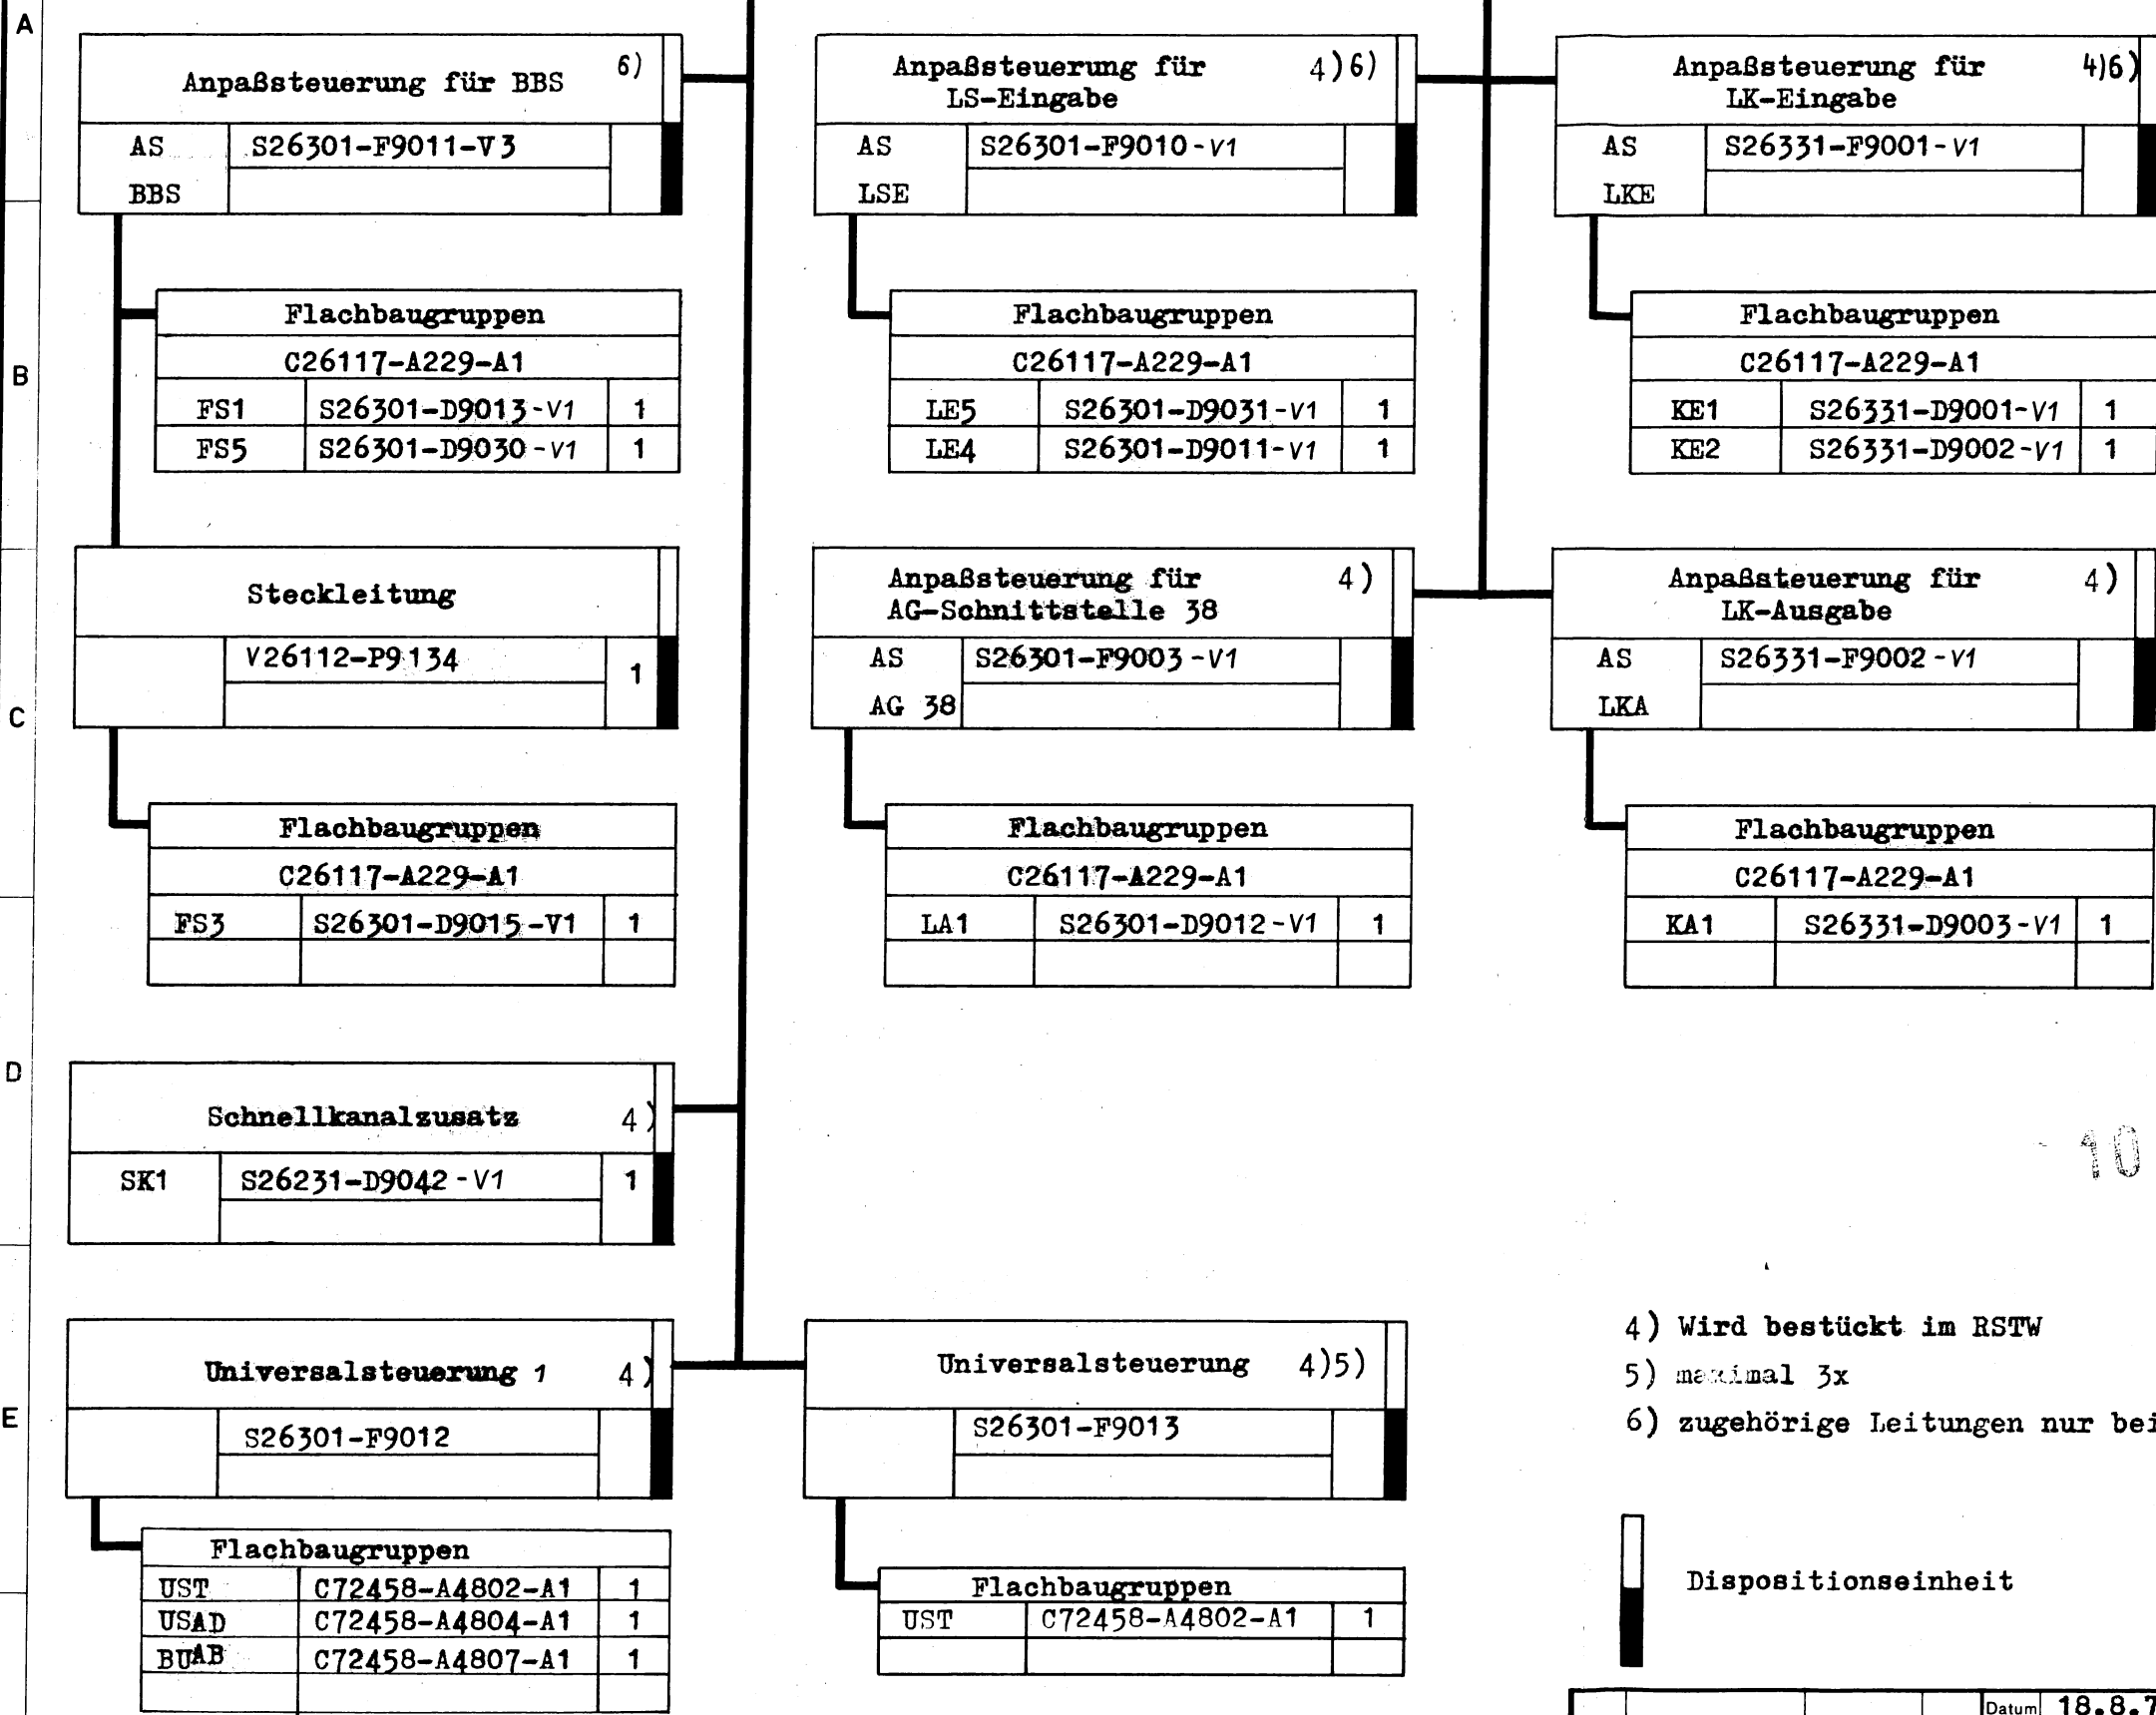 A
Anpaßsteuerung für BBS 6)
AS S26301-F9011-V3
BBS
Anpaßsteuerung für 4)6)
LS-Eingabe
AS S26301-F9010-V1
LSE
Anpaßsteuerung für 4)6)
LK-Eingabe
AS S26331-F9001-V1
LKE
B
Flachbaugruppen
C26117-A229-A1
FS1 S26301-D9013-V1 1
FS5 S26301-D9030-V1 1
Flachbaugruppen
C26117-A229-A1
LE5 S26301-D9031-V1 1
LE4 S26301-D9011-V1 1
Flachbaugruppen
C26117-A229-A1
KE1 S26331-D9001-V1 1
KE2 S26331-D9002-V1 1
C
Steckleitung
V26112-P9134 1
Anpaßsteuerung für 4)
AG-Schnittstelle 38
AS S26301-F9003-V1
AG 38
Anpaßsteuerung für 4)
LK-Ausgabe
AS S26331-F9002-V1
LKA
Flachbaugruppen
C26117-A229-A1
FS3 S26301-D9015-V1 1
Flachbaugruppen
C26117-A229-A1
LA1 S26301-D9012-V1 1
Flachbaugruppen
C26117-A229-A1
KA1 S26331-D9003-V1 1
D
Schnellkanalzusatz 4)
SK1 S26231-D9042-V1 1
10
E
Universalsteuerung 1 4)
S26301-F9012
Universalsteuerung 4)5)
S26301-F9013
4) Wird bestückt im RSTW
5) maximal 3x
6) zugehörige Leitungen nur bei
Flachbaugruppen
UST C72458-A4802-A1 1
USAD C72458-A4804-A1 1
BUAB C72458-A4807-A1 1
Flachbaugruppen
UST C72458-A4802-A1 1
Dispositionseinheit
Datum 18.8.7